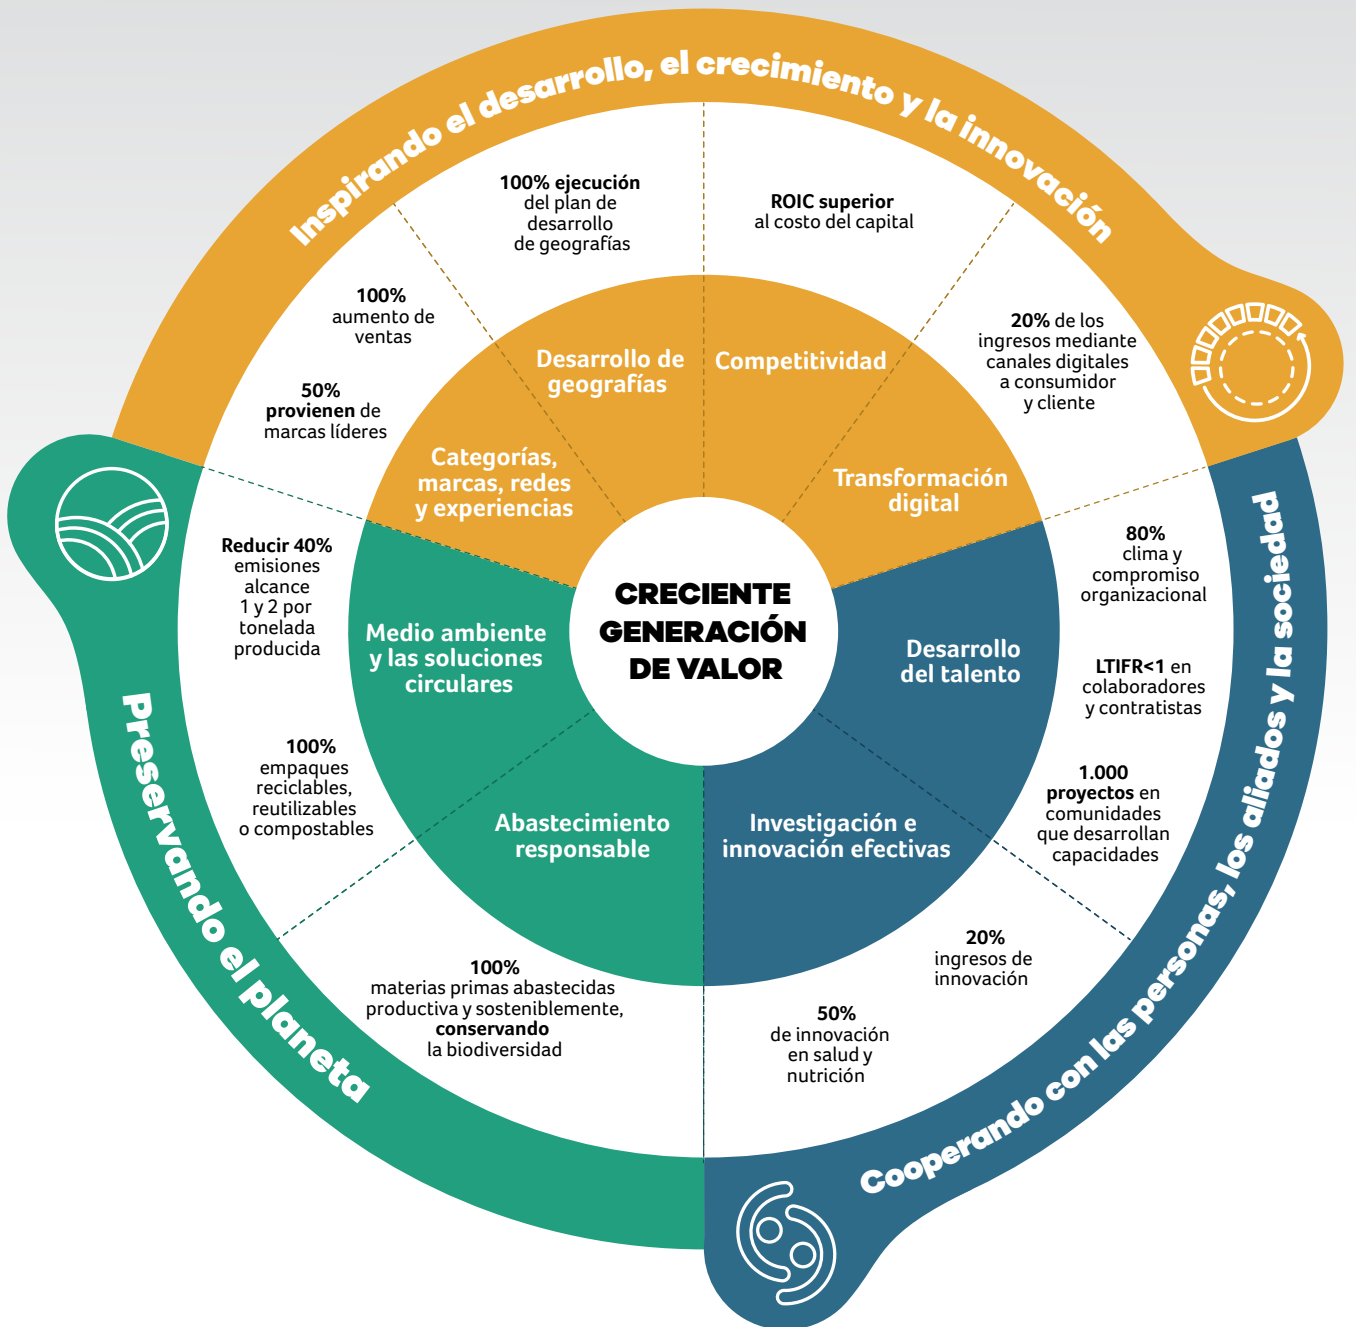 Inspirando el desarrollo, el crecimiento y la innovación
100% ejecución
del plan de
desarrollo
de geografías
ROIC superior
al costo del capital
100%
aumento de
ventas
50%
provienen de
marcas líderes
20% de los
ingresos mediante
canales digitales
a consumidor
y cliente
Desarrollo de
geografías
Competitividad
Categorías,
marcas, redes
y experiencias
Transformación
digital
CRECIENTE
GENERACIÓN
DE VALOR
Reducir 40%
emisiones
alcance
1 y 2 por
tonelada
producida
100%
empaques
reciclables,
reutilizables
o compostables
Medio ambiente
y las soluciones
circulares
Abastecimiento
responsable
100%
materias primas abastecidas
productiva y sosteniblemente,
conservando
la biodiversidad
Preservando el planeta
Desarrollo
del talento
80%
clima y
compromiso
organizacional
LTIFR<1 en
colaboradores
y contratistas
1.000
proyectos en
comunidades
que desarrollan
capacidades
Investigación e
innovación efectivas
20%
ingresos de
innovación
50%
de innovación
en salud y
nutrición
Cooperando con las personas, los aliados y la sociedad